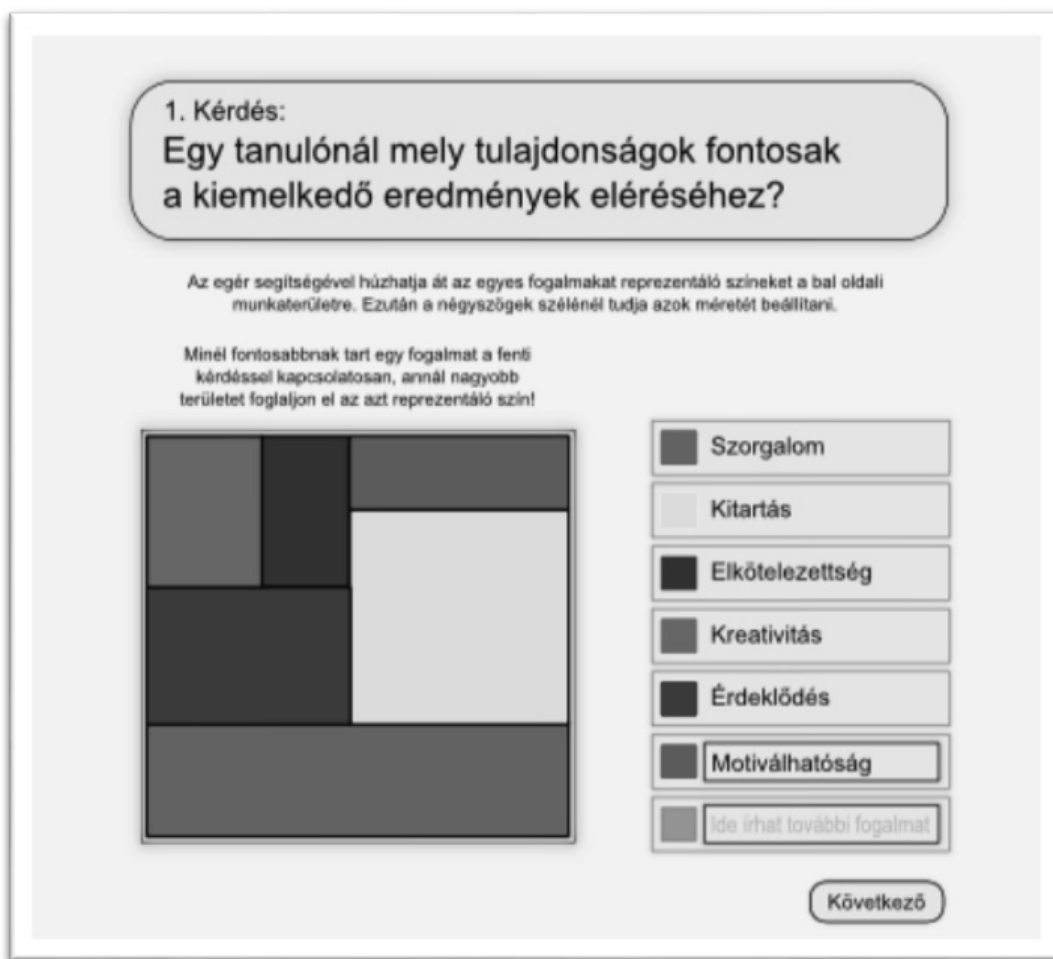 1. Kérdés:
Egy tanulónál mely tulajdonságok fontosak
a kiemelkedő eredmények eléréséhez?
Az egér segítségével húzhatja át az egyes fogalmakat reprezentáló színeket a bal oldali
munkaterületre. Ezután a négyszögek szélénél tudja azok méretét beállítani.
Minél fontosabbnak tart egy fogalmat a fenti
kérdéssel kapcsolatosan, annál nagyobb
területet foglaljon el az azt reprezentáló szín!
Szorgalom
Kitartás
Elkötelezettség
Kreativitás
Érdeklődés
Motiválhatóság
Ide írhat további fogalmat
Következő